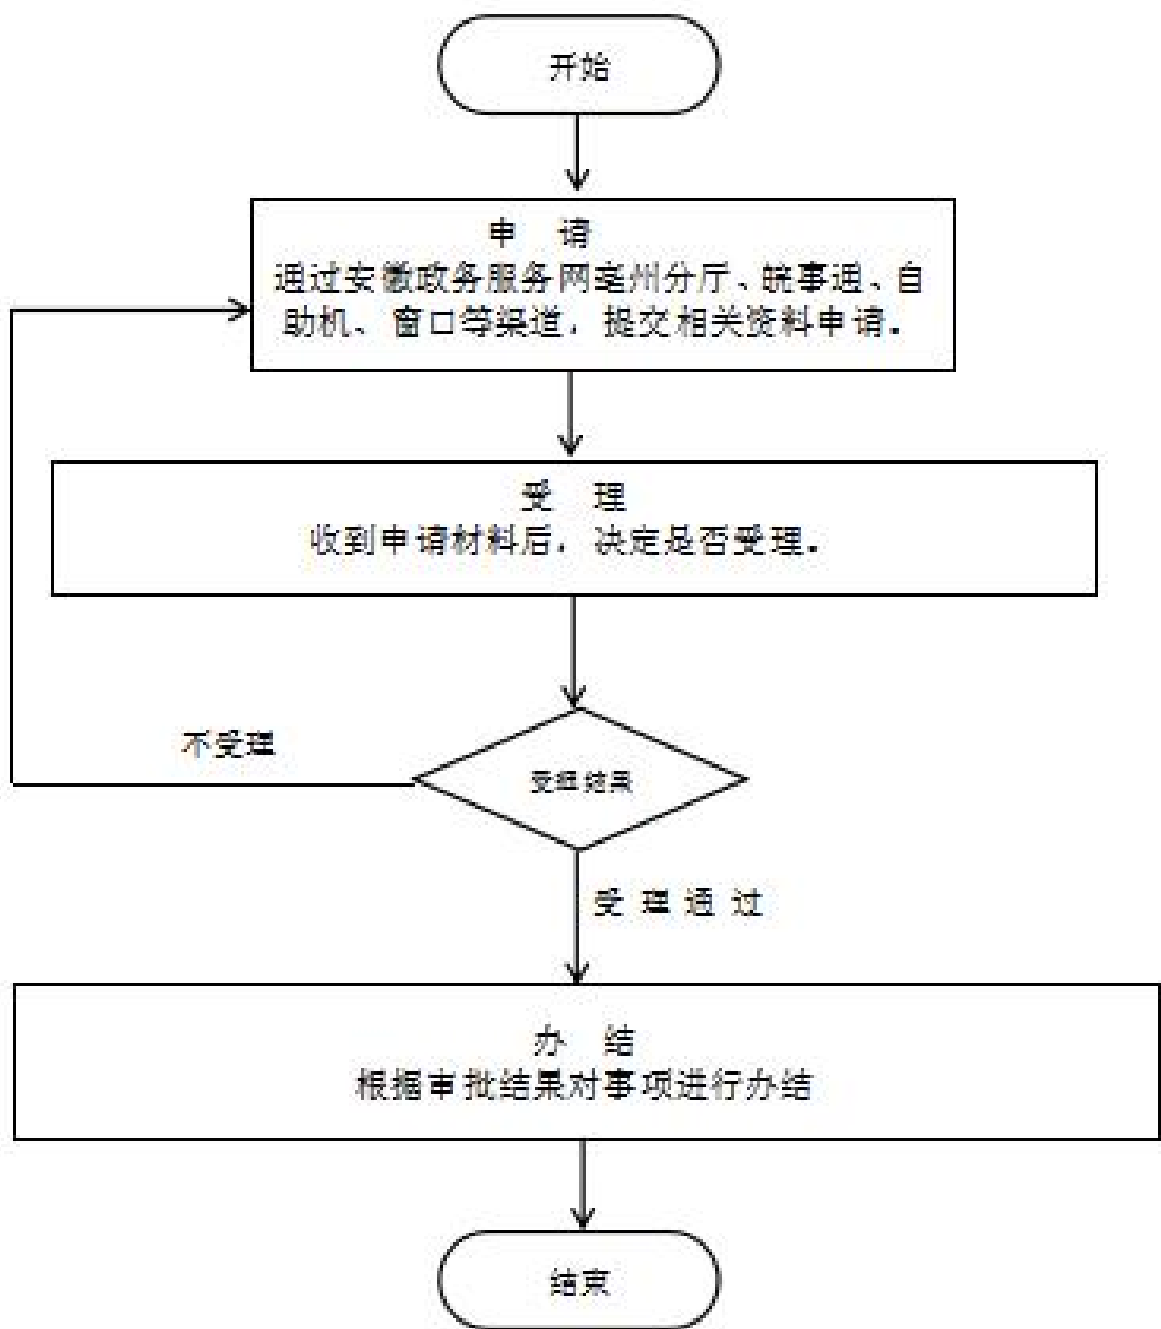 开始
申 请
通过安徽政务服务网亳州分厅、皖事通、自
助机、窗口等渠道，提交相关资料申请。
受 理
收到申请材料后，决定是否受理。
不受理
受理结果
受理通过
办 结
根据审批结果对事项进行办结
结束